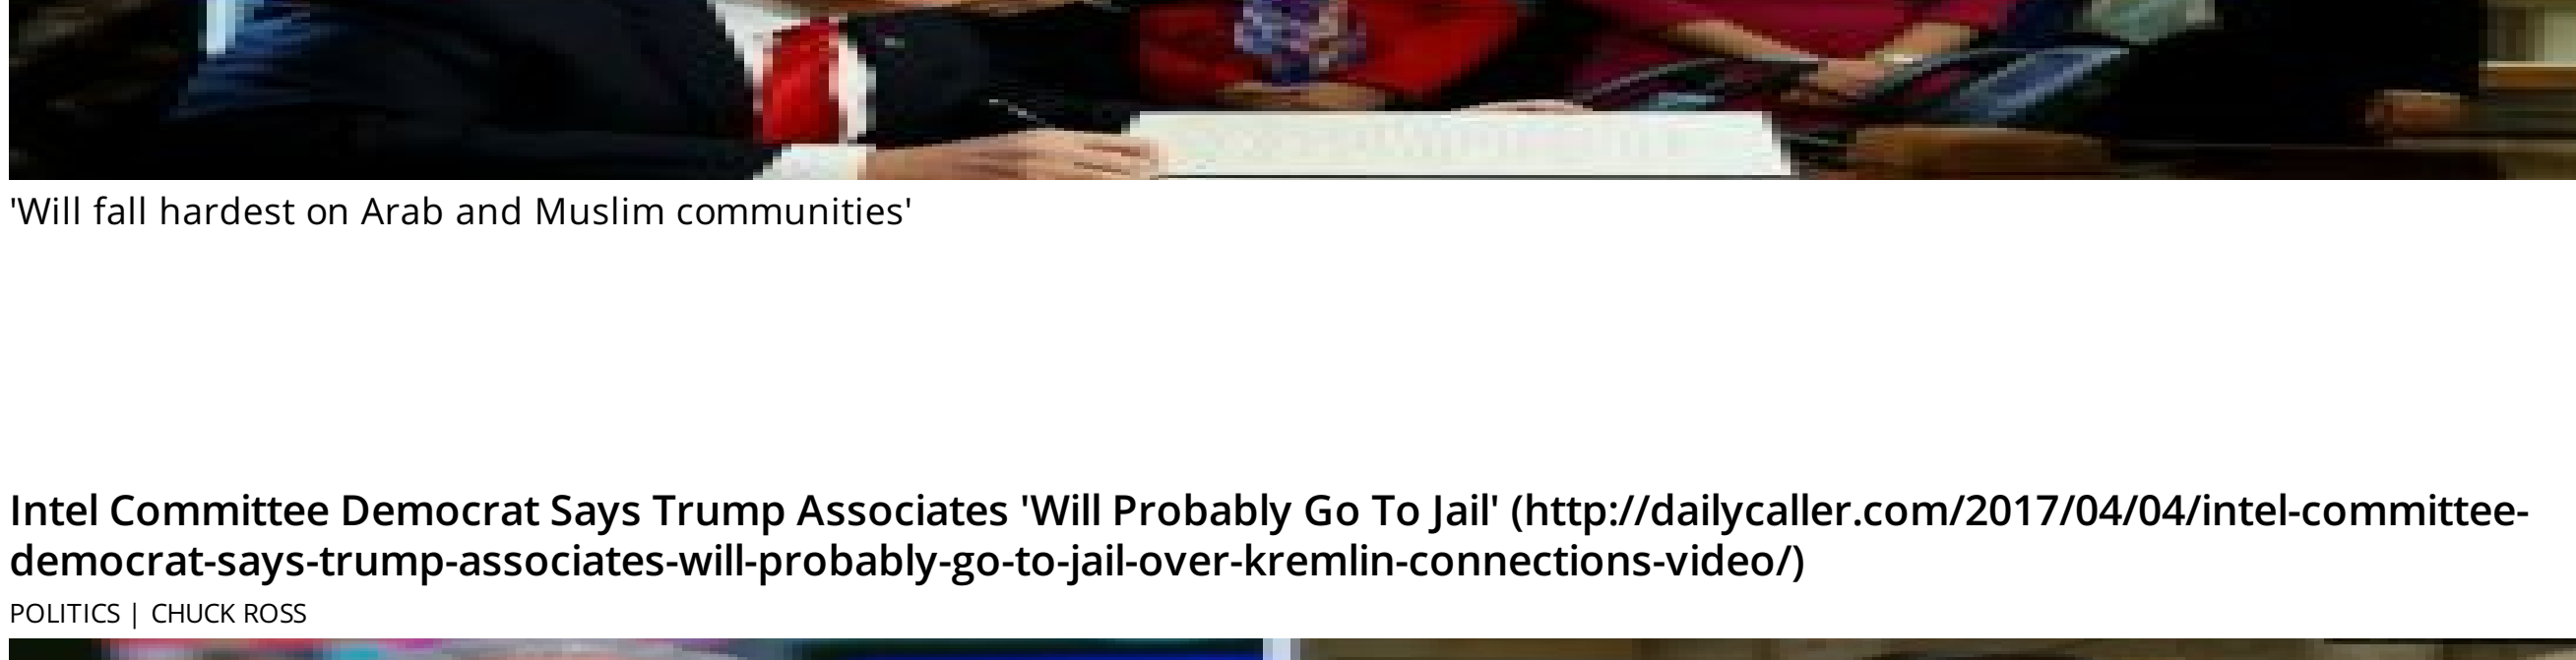 'Will fall hardest on Arab and Muslim communities'
Intel Committee Democrat Says Trump Associates 'Will Probably Go To Jail' (http://dailycaller.com/2017/04/04/intel-committee-
democrat-says-trump-associates-will-probably-go-to-jail-over-kremlin-connections-video/)
POLITICS | CHUCK ROSS